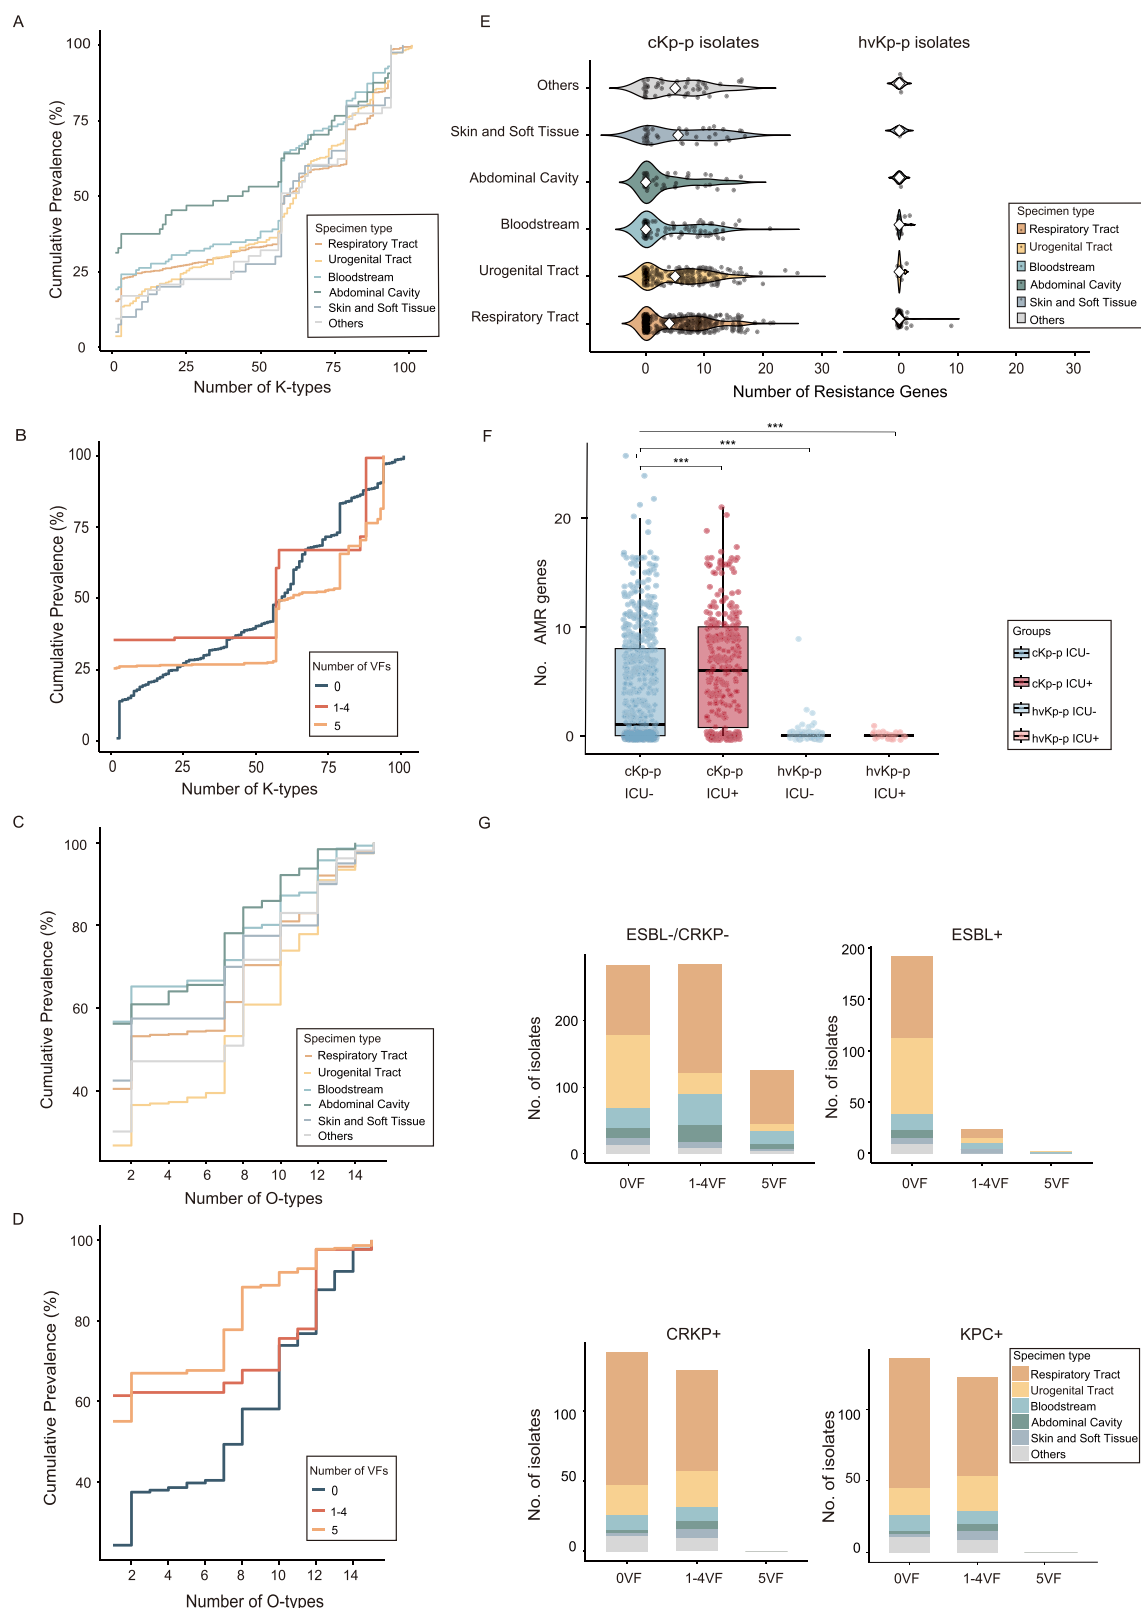 A
100
75
50
25
0
Cumulative Prevalence (%)
Specimen type
Respiratory Tract
Urogenital Tract
Bloodstream
Abdominal Cavity
Skin and Soft Tissue
Others
0 25 50 75 100
Number of K-types
B
100
75
50
25
0
Cumulative Prevalence (%)
Number of VFs
0
1-4
5
0 25 50 75 100
Number of K-types
C
100
80
60
40
Cumulative Prevalence (%)
Specimen type
Respiratory Tract
Urogenital Tract
Bloodstream
Abdominal Cavity
Skin and Soft Tissue
Others
2 4 6 8 10 12 14
Number of O-types
D
100
80
60
40
Cumulative Prevalence (%)
Number of VFs
0
1-4
5
2 4 6 8 10 12 14
Number of O-types
E
cKp-p isolates hvKp-p isolates
Others
Skin and Soft Tissue
Abdominal Cavity
Bloodstream
Urogenital Tract
Respiratory Tract
Specimen type
Respiratory Tract
Urogenital Tract
Bloodstream
Abdominal Cavity
Skin and Soft Tissue
Others
0 10 20 30 0 10 20 30
Number of Resistance Genes
F
***
***
***
20
10
0
No. AMR genes
cKp-p ICU-
cKp-p ICU+
hvKp-p ICU-
hvKp-p ICU+
Groups
cKp-p ICU-
cKp-p ICU+
hvKp-p ICU-
hvKp-p ICU+
G
ESBL-/CRKP-
200
100
0
No. of isolates
0VF 1-4VF 5VF
ESBL+
200
150
100
50
0
No. of isolates
0VF 1-4VF 5VF
CRKP+
100
50
0
No. of isolates
0VF 1-4VF 5VF
KPC+
100
50
0
No. of isolates
0VF 1-4VF 5VF
Specimen type
Respiratory Tract
Urogenital Tract
Bloodstream
Abdominal Cavity
Skin and Soft Tissue
Others